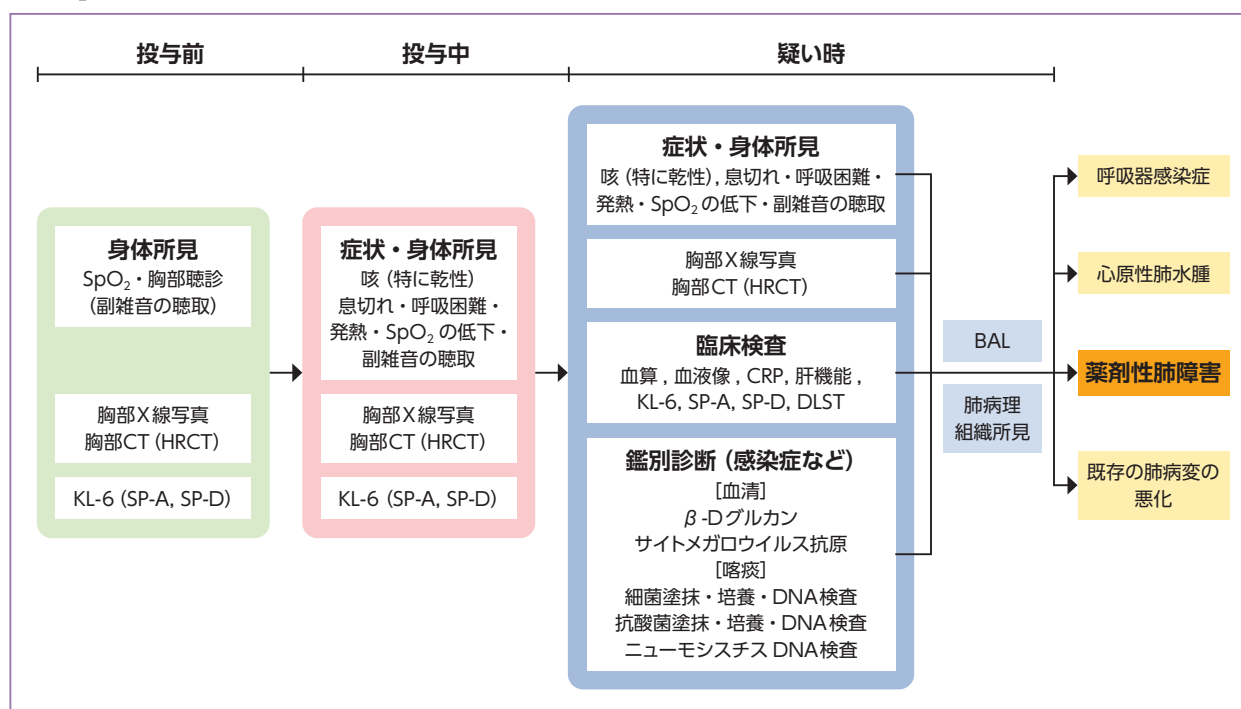 投与前
投与中
疑い時
身体所見
SpO₂・胸部聴診
（副雑音の聴取）
胸部X線写真
胸部CT（HRCT）
KL-6（SP-A, SP-D）
症状・身体所見
咳（特に乾性）
息切れ・呼吸困難・
発熱・SpO₂の低下・
副雑音の聴取
胸部X線写真
胸部CT（HRCT）
KL-6（SP-A, SP-D）
症状・身体所見
咳（特に乾性）, 息切れ・呼吸困難・
発熱・SpO₂の低下・副雑音の聴取
胸部X線写真
胸部CT（HRCT）
臨床検査
血算, 血液像, CRP, 肝機能,
KL-6, SP-A, SP-D, DLST
鑑別診断（感染症など）
［血清］
β-Dグルカン
サイトメガロウイルス抗原
［喀痰］
細菌塗抹・培養・DNA検査
抗酸菌塗抹・培養・DNA検査
ニューモシスチスDNA検査
BAL
肺病理
組織所見
呼吸器感染症
心原性肺水腫
薬剤性肺障害
既存の肺病変の
悪化